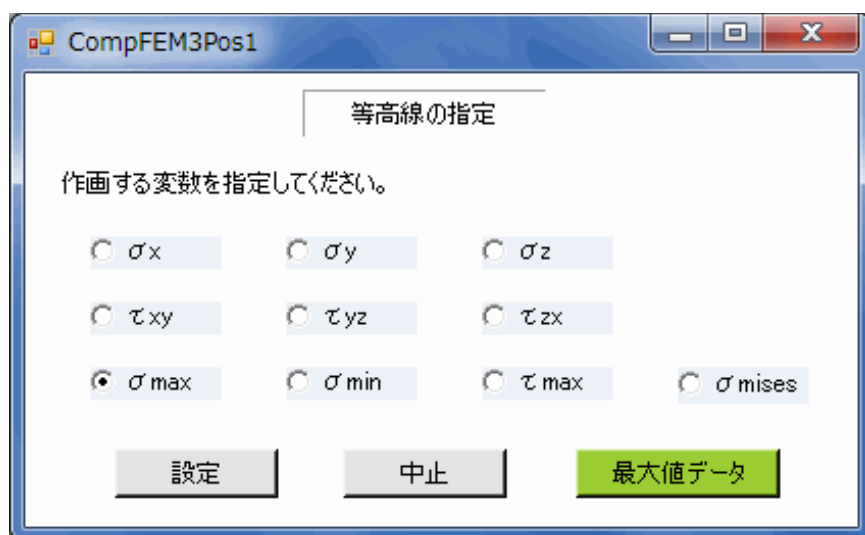 CompFEM3Pos1
等高線の指定
作画する変数を指定してください。
σx σy σz
τxy τyz τzx
σmax σmin τmax σmises
設定 中止 最大値データ